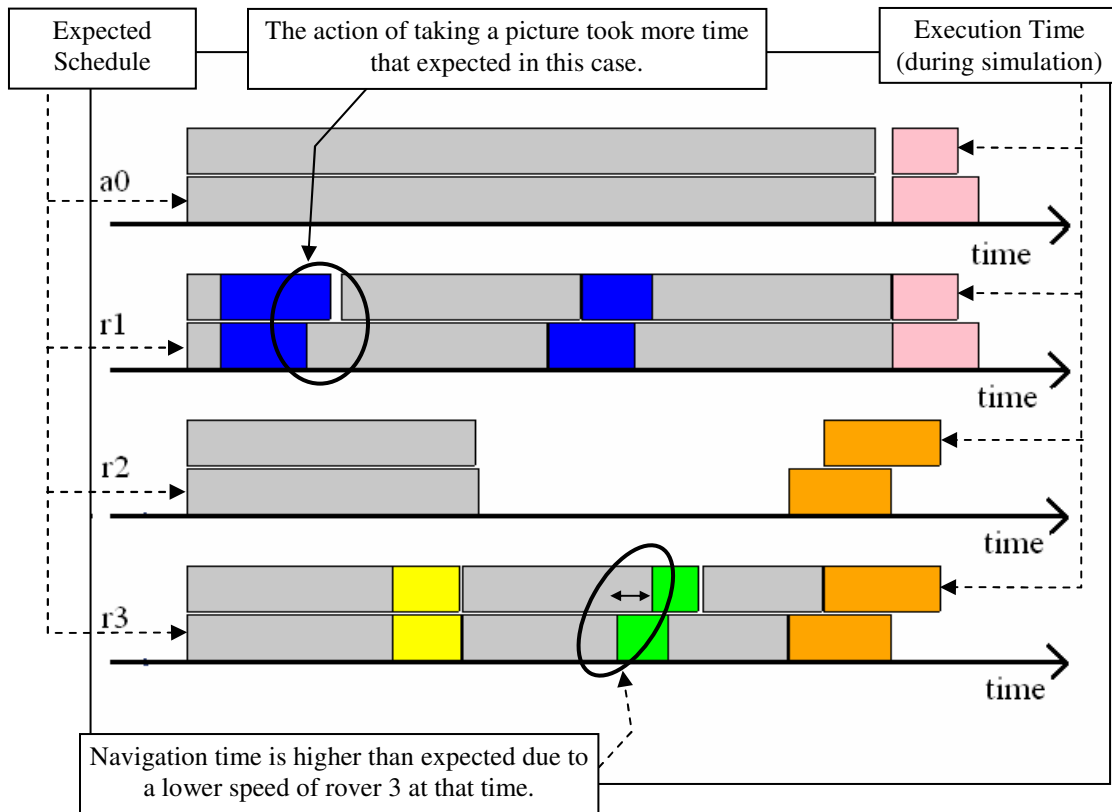 Expected
Schedule
The action of taking a picture took more time
that expected in this case.
Execution Time
(during simulation)
a0
time
r1
time
r2
time
r3
time
Navigation time is higher than expected due to
a lower speed of rover 3 at that time.